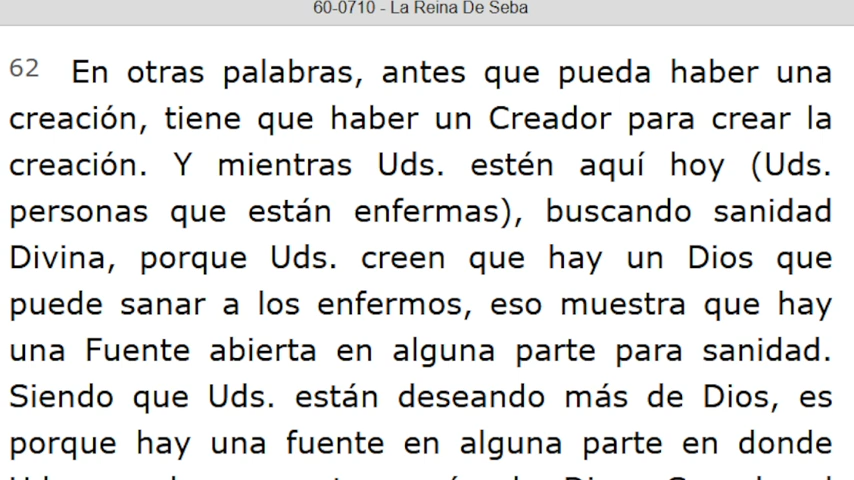 60-0710 - La Reina De Seba
62 En otras palabras, antes que pueda haber una
creación, tiene que haber un Creador para crear la
creación. Y mientras Uds. estén aquí hoy (Uds.
personas que están enfermas), buscando sanidad
Divina, porque Uds. creen que hay un Dios que
puede sanar a los enfermos, eso muestra que hay
una Fuente abierta en alguna parte para sanidad.
Siendo que Uds. están deseando más de Dios, es
porque hay una fuente en alguna parte en donde